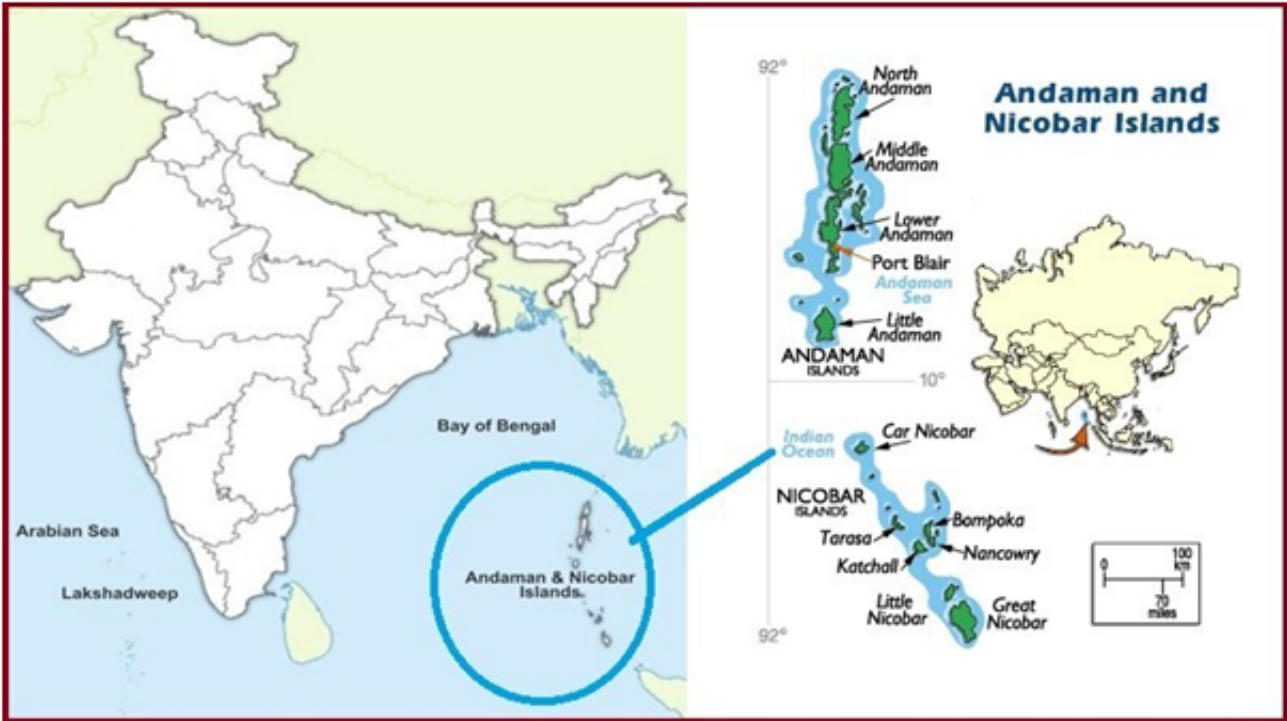 Bay of Bengal
Arabian Sea
Lakshadweep
Andaman & Nicobar
Islands.
Andaman and
Nicobar Islands
92°
North
Andaman
Middle
Andaman
Lower
Andaman
Port Blair
Andaman
Sea
Little
Andaman
ANDAMAN
ISLANDS
10°
Indian
Ocean
Car Nicobar
NICOBAR
ISLANDS
Tarasa
Bompoka
Katchall
Nancowry
Little
Nicobar
Great
Nicobar
92°
0
100
km
70
miles